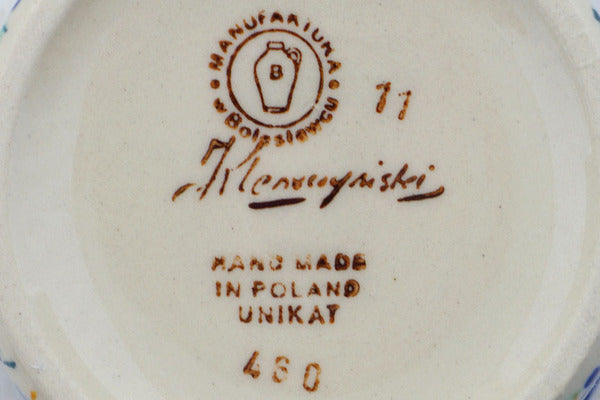 MANUFAKTURA
w Bolesławcu
B
11
HAND MADE
IN POLAND
UNIKAT
480